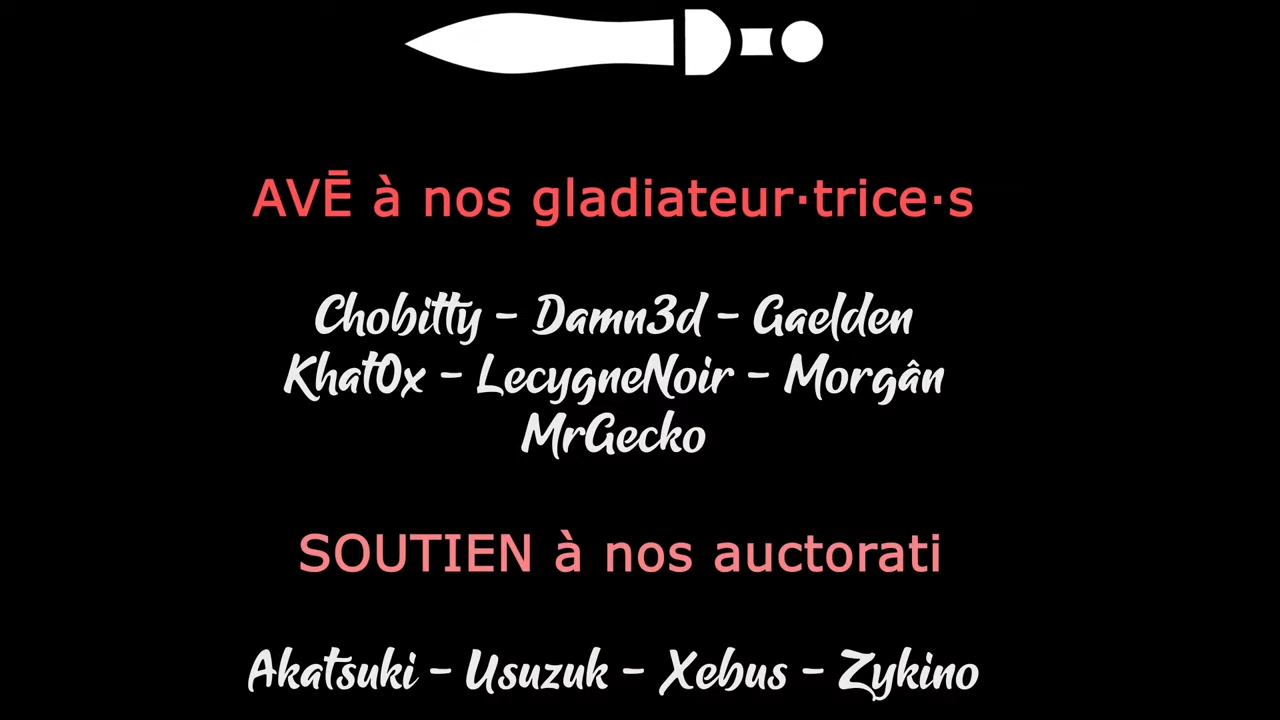 AVĒ à nos gladiateur·trice·s
Chobitty - Damn3d - Gaelden
Khat0x - LecygneNoir - Morgân
MrGecko
SOUTIEN à nos auctorati
Akatsuki - Usuzuk - Xebus - Zykino